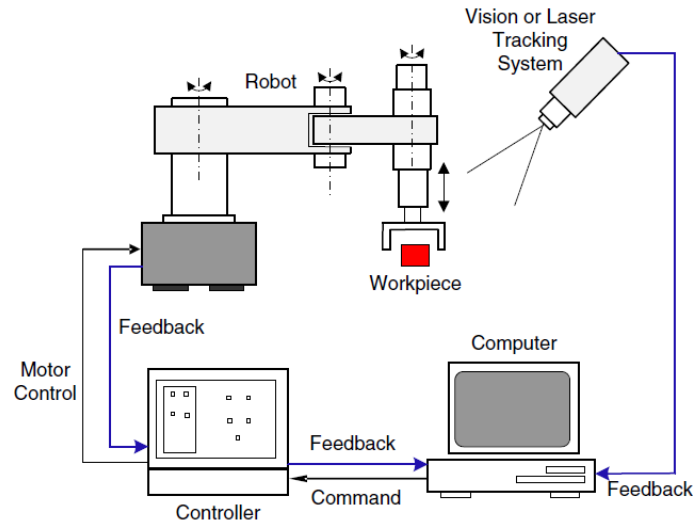 Vision or Laser
Tracking
System
Robot
Workpiece
Feedback
Motor
Control
Computer
Feedback
Command
Feedback
Controller